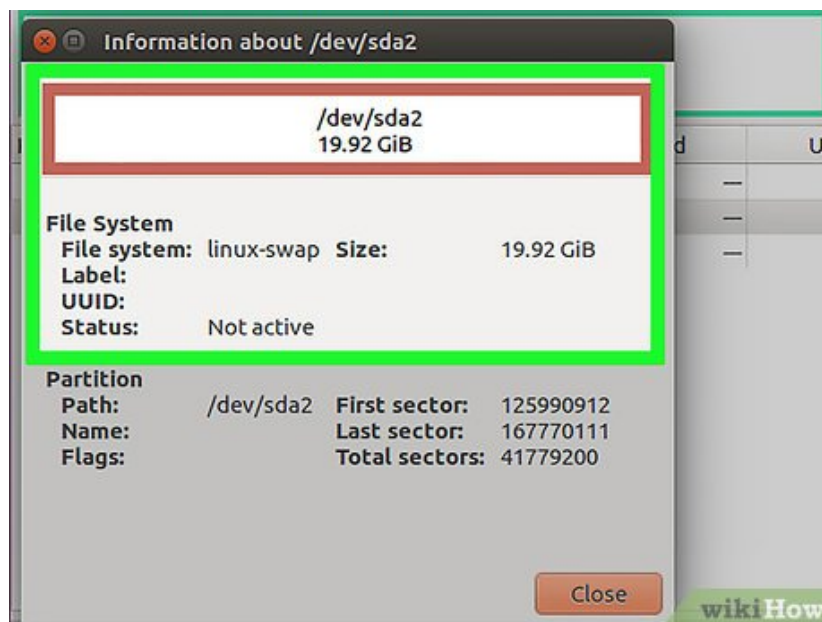 Information about /dev/sda2
/dev/sda2
19.92 GiB
d U
—
File System —
File system: linux-swap Size: 19.92 GiB —
Label:
UUID:
Status: Not active
Partition
Path: /dev/sda2 First sector: 125990912
Name: Last sector: 167770111
Flags: Total sectors: 41779200
Close
wikiHow